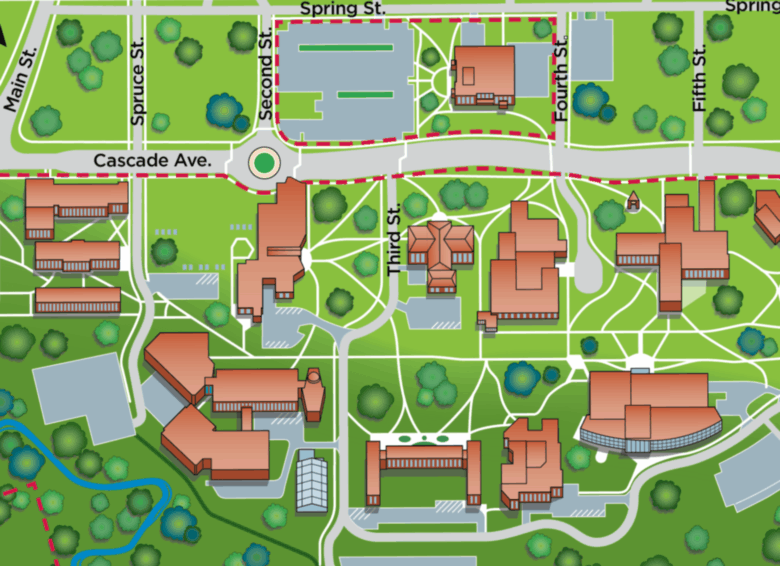 Spring St.
Spring
Main St.
Spruce St.
Second St.
Fourth St.
Fifth St.
Cascade Ave.
Third St.